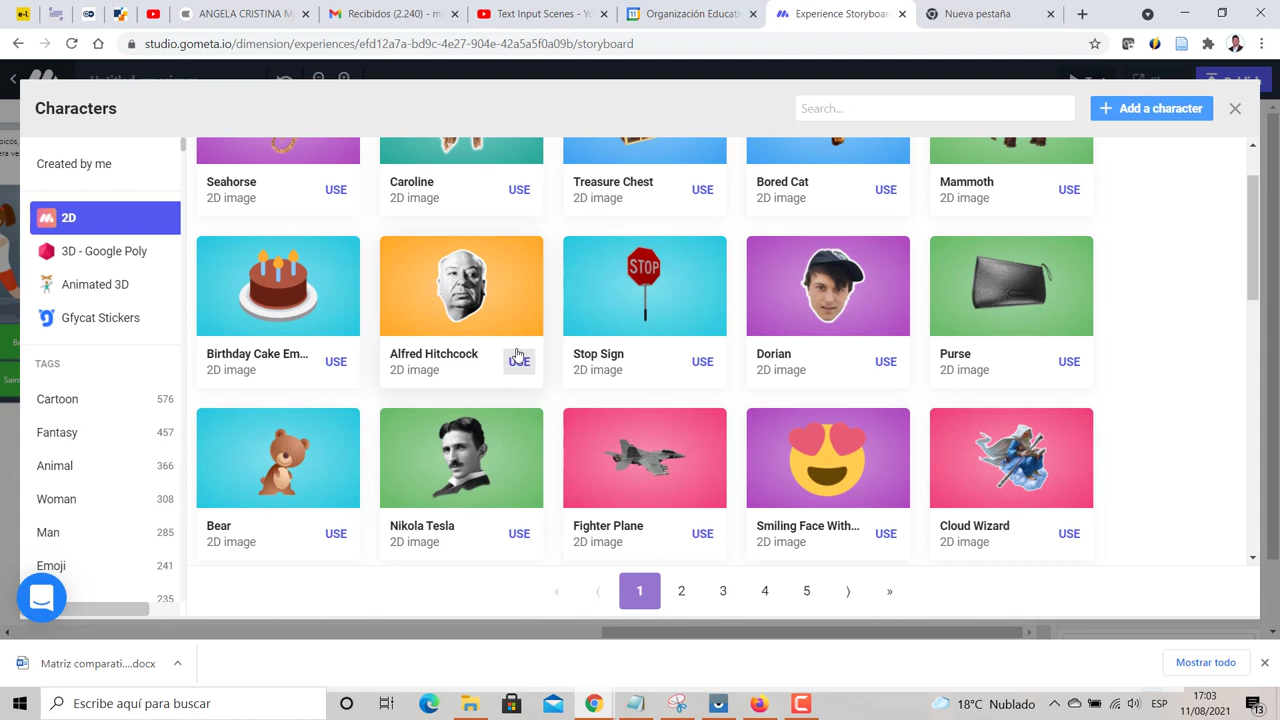 ANGELA CRISTINA M
Recibidos (2.240) - m
Text Input Scenes - Yo
Organización Educati
Experience Storyboar
Nueva pestaña
studio.gometa.io/dimension/experiences/efd12a7a-bd9c-4e27-904e-42a5a5f0a09b/storyboard
Characters
Search...
+ Add a character
Created by me
2D
3D - Google Poly
Animated 3D
Gfycat Stickers
TAGS
Cartoon 576
Fantasy 457
Animal 366
Woman 308
Man 285
Emoji 241
235
Seahorse
2D image
USE
Caroline
2D image
USE
Treasure Chest
2D image
USE
Bored Cat
2D image
USE
Mammoth
2D image
USE
STOP
Birthday Cake Em...
2D image
USE
Alfred Hitchcock
2D image
USE
Stop Sign
2D image
USE
Dorian
2D image
USE
Purse
2D image
USE
Bear
2D image
USE
Nikola Tesla
2D image
USE
Fighter Plane
2D image
USE
Smiling Face With...
2D image
USE
Cloud Wizard
2D image
USE
« ‹ 1 2 3 4 5 › »
Matriz comparati....docx
Mostrar todo
Escribe aquí para buscar
18°C Nublado
ESP
17:03
11/08/2021
13